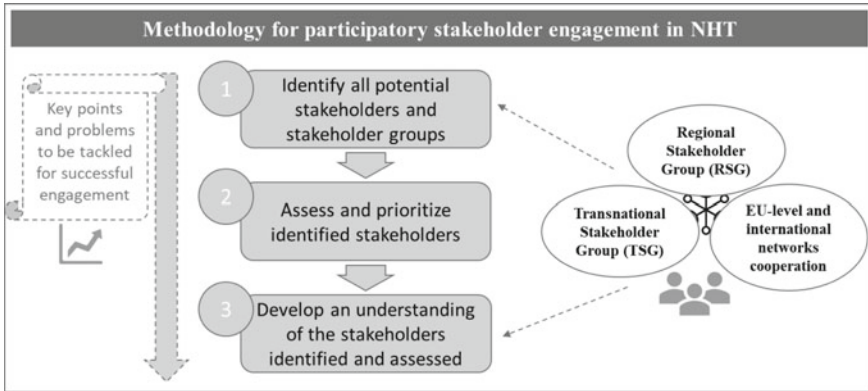 Methodology for participatory stakeholder engagement in NHT
Key points
and problems
to be tackled
for successful
engagement
1
Identify all potential
stakeholders and
stakeholder groups
2
Assess and prioritize
identified stakeholders
3
Develop an understanding
of the stakeholders
identified and assessed
Regional
Stakeholder
Group (RSG)
Transnational
Stakeholder
Group (TSG)
EU-level and
international
networks
cooperation